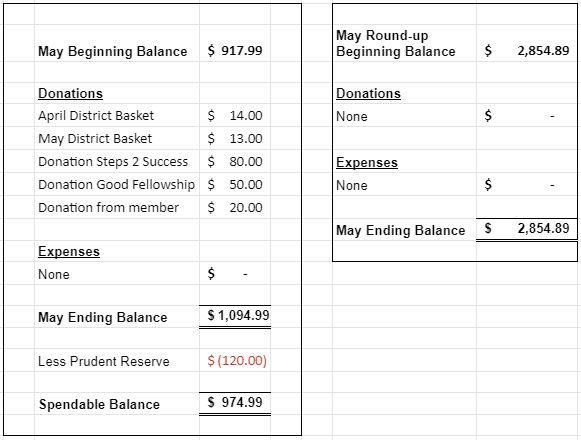 May Beginning Balance $ 917.99
Donations
April District Basket $ 14.00
May District Basket $ 13.00
Donation Steps 2 Success $ 80.00
Donation Good Fellowship $ 50.00
Donation from member $ 20.00
Expenses
None $ -
May Ending Balance $ 1,094.99
Less Prudent Reserve $ (120.00)
Spendable Balance $ 974.99
May Round-up
Beginning Balance $ 2,854.89
Donations
None $ -
Expenses
None $ -
May Ending Balance $ 2,854.89